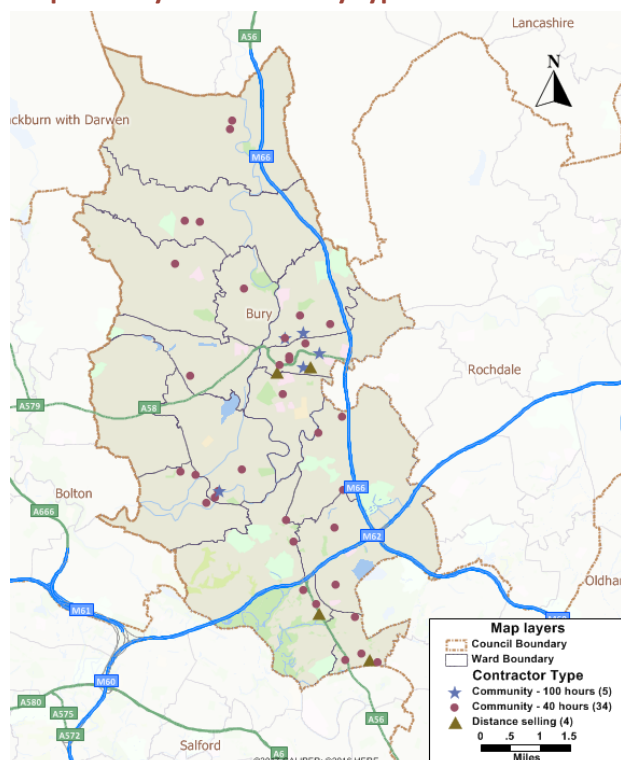 Lancashire
A56
N
ackburn with Darwen
M66
Bury
Rochdale
A579
A58
Bolton
A666
M66
M62
Oldham
M61
M60
A580
A575
A572
A56
Salford
A6
Map layers
Council Boundary
Ward Boundary
Contractor Type
Community - 100 hours (5)
Community - 40 hours (34)
Distance selling (4)
0 .5 1 1.5
Miles